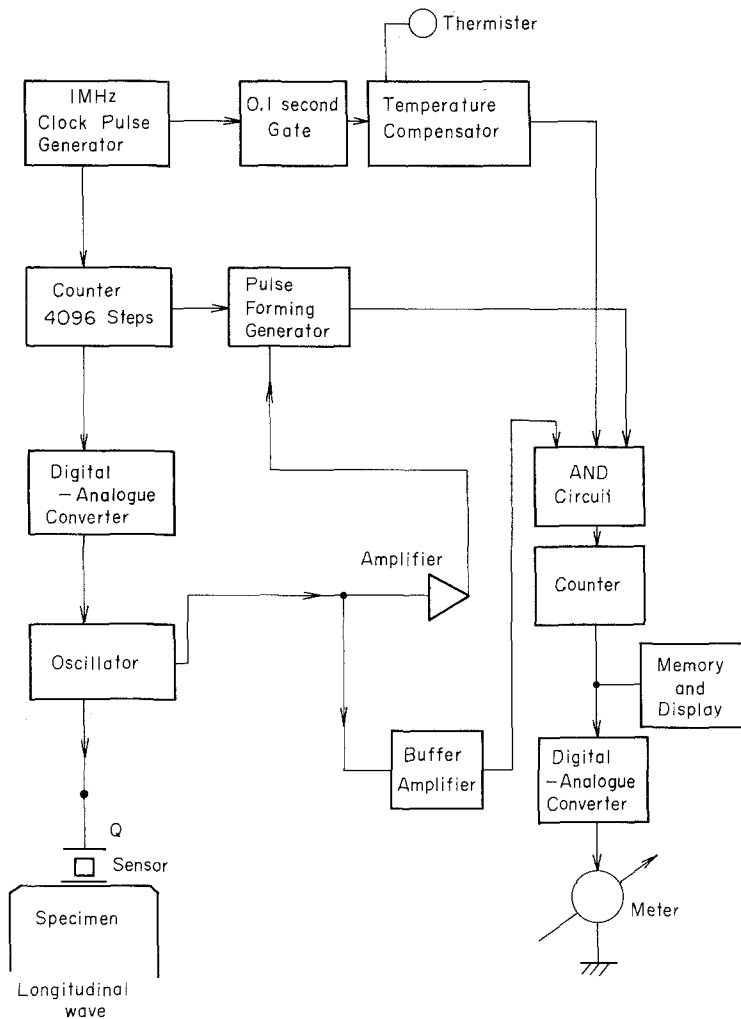 Thermister
1MHz
Clock Pulse
Generator
0.1 second
Gate
Temperature
Compensator
Counter
4096 Steps
Pulse
Forming
Generator
Digital
-Analogue
Converter
AND
Circuit
Amplifier
Counter
Oscillator
Memory
and
Display
Buffer
Amplifier
Digital
-Analogue
Converter
Q
Sensor
Specimen
Meter
Longitudinal
wave